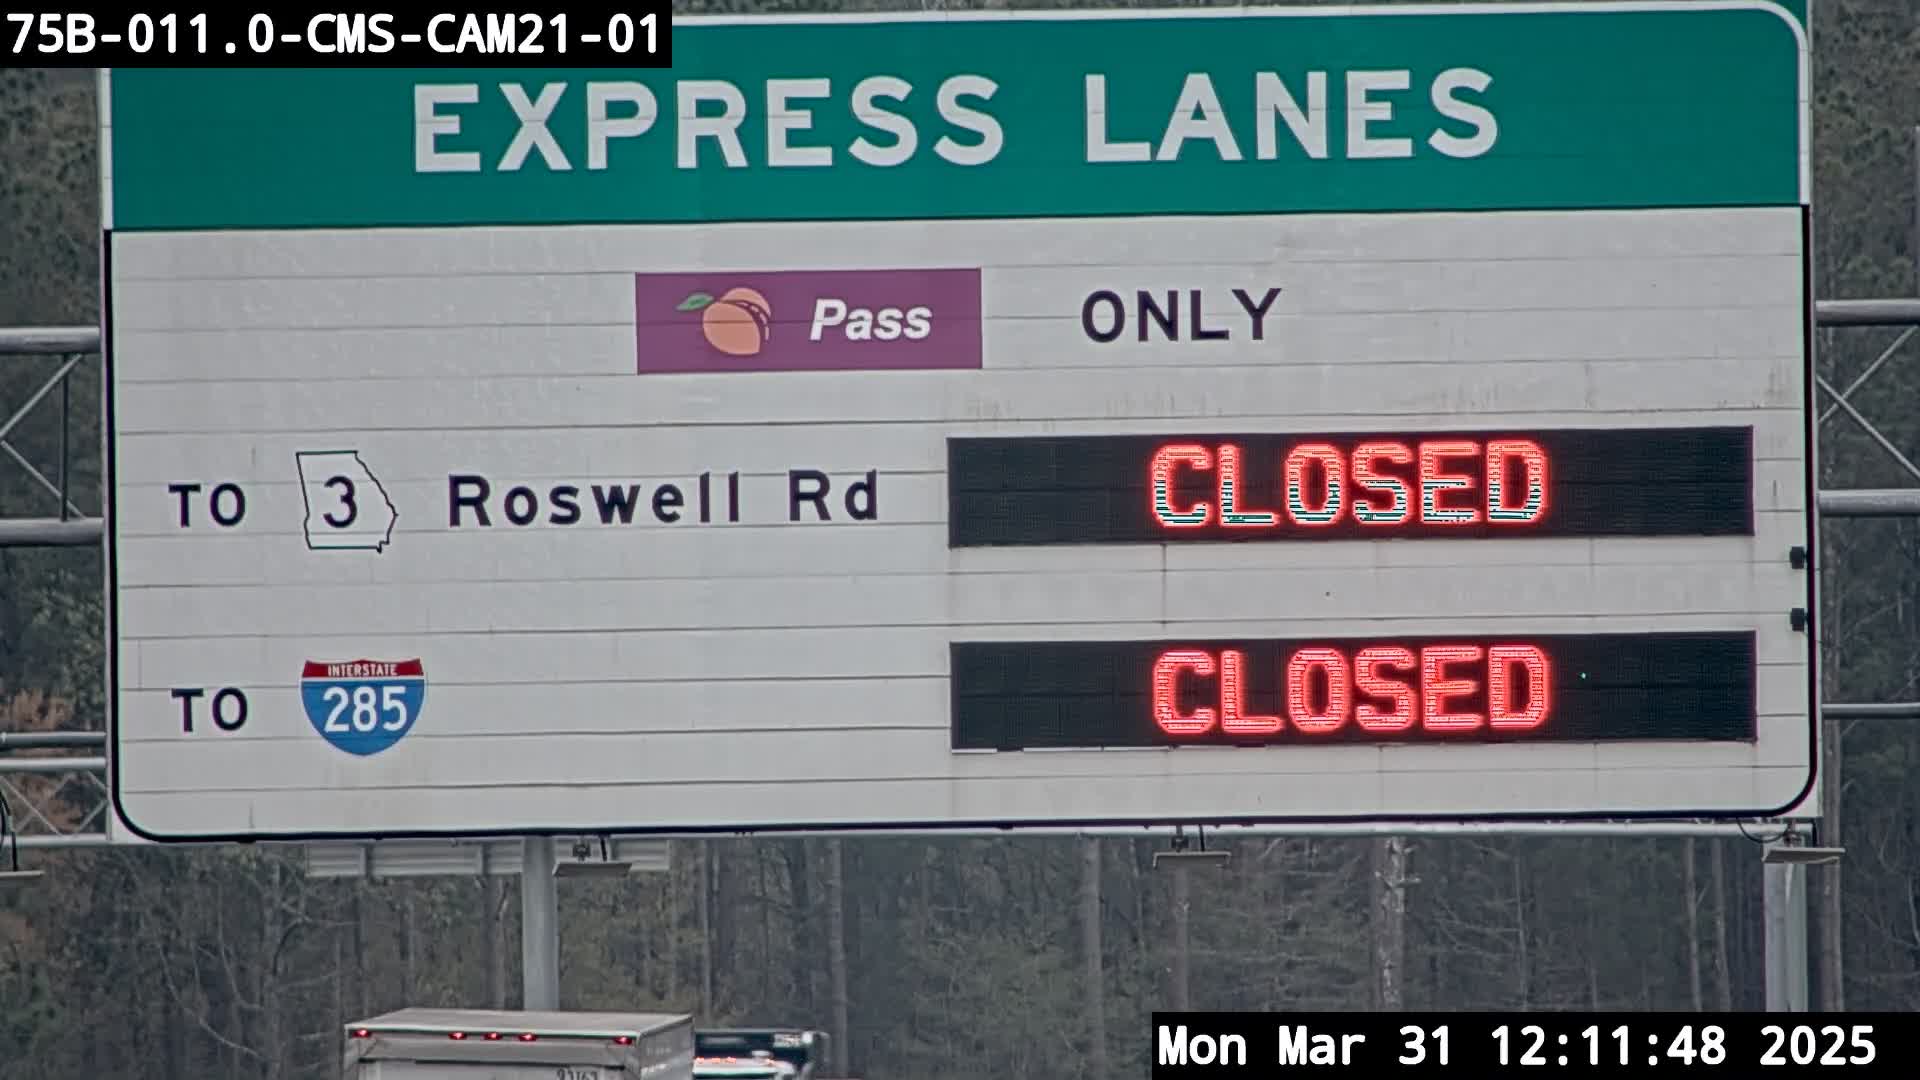 75B-011.0-CMS-CAM21-01
EXPRESS LANES
Pass ONLY
TO 3 Roswell Rd CLOSED
INTERSTATE
TO 285 CLOSED
Mon Mar 31 12:11:48 2025